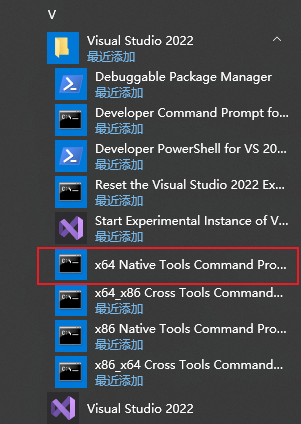 V
Visual Studio 2022
最近添加
Debuggable Package Manager
最近添加
Developer Command Prompt fo...
最近添加
Developer PowerShell for VS 20...
最近添加
Reset the Visual Studio 2022 Ex...
最近添加
Start Experimental Instance of V...
最近添加
x64 Native Tools Command Pro...
x64_x86 Cross Tools Command...
最近添加
x86 Native Tools Command Pro...
最近添加
x86_x64 Cross Tools Command...
最近添加
Visual Studio 2022